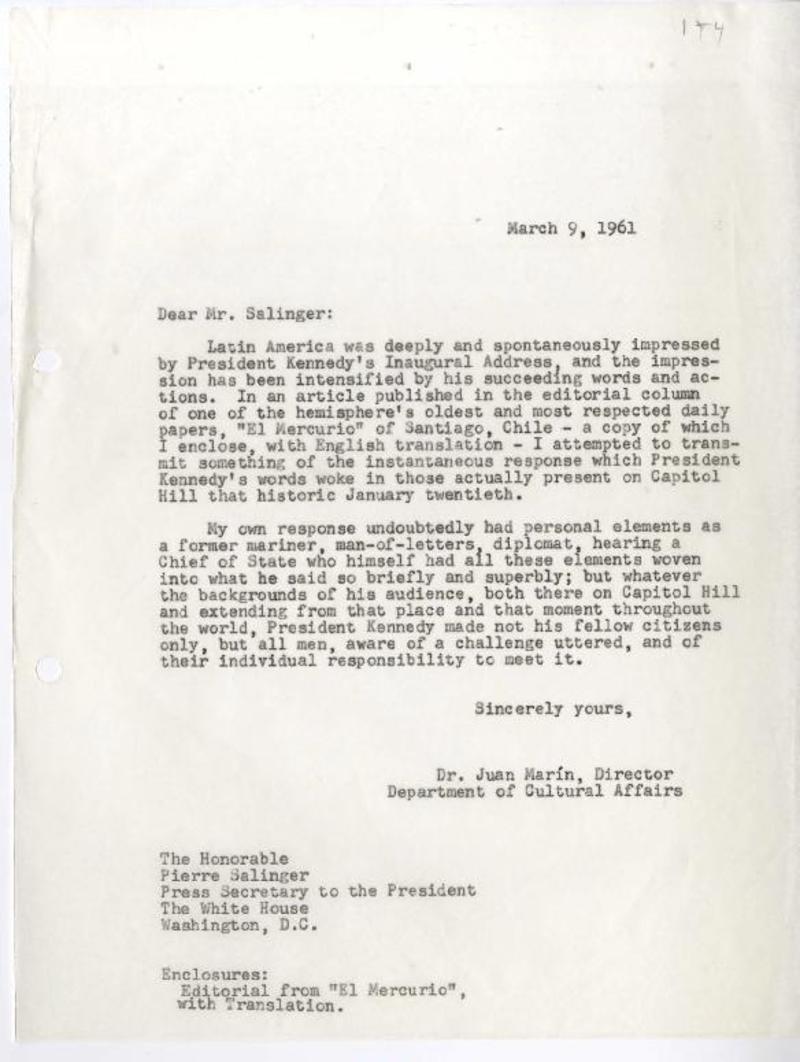 1+4
March 9, 1961
Dear Mr. Salinger:
Latin America was deeply and spontaneously impressed
by President Kennedy's Inaugural Address, and the impres-
sion has been intensified by his succeeding words and ac-
tions. In an article published in the editorial column
of one of the hemisphere's oldest and most respected daily
papers, "El Mercurio" of Santiago, Chile - a copy of which
I enclose, with English translation - I attempted to trans-
mit something of the instantaneous response which President
Kennedy's words woke in those actually present on Capitol
Hill that historic January twentieth.
My own response undoubtedly had personal elements as
a former mariner, man-of-letters, diplomat, hearing a
Chief of State who himself had all these elements woven
into what he said so briefly and superbly; but whatever
the backgrounds of his audience, both there on Capitol Hill
and extending from that place and that moment throughout
the world, President Kennedy made not his fellow citizens
only, but all men, aware of a challenge uttered, and of
their individual responsibility to meet it.
Sincerely yours,
Dr. Juan Marín, Director
Department of Cultural Affairs
The Honorable
Pierre Salinger
Press Secretary to the President
The White House
Washington, D.C.
Enclosures:
Editorial from "El Mercurio",
with Translation.